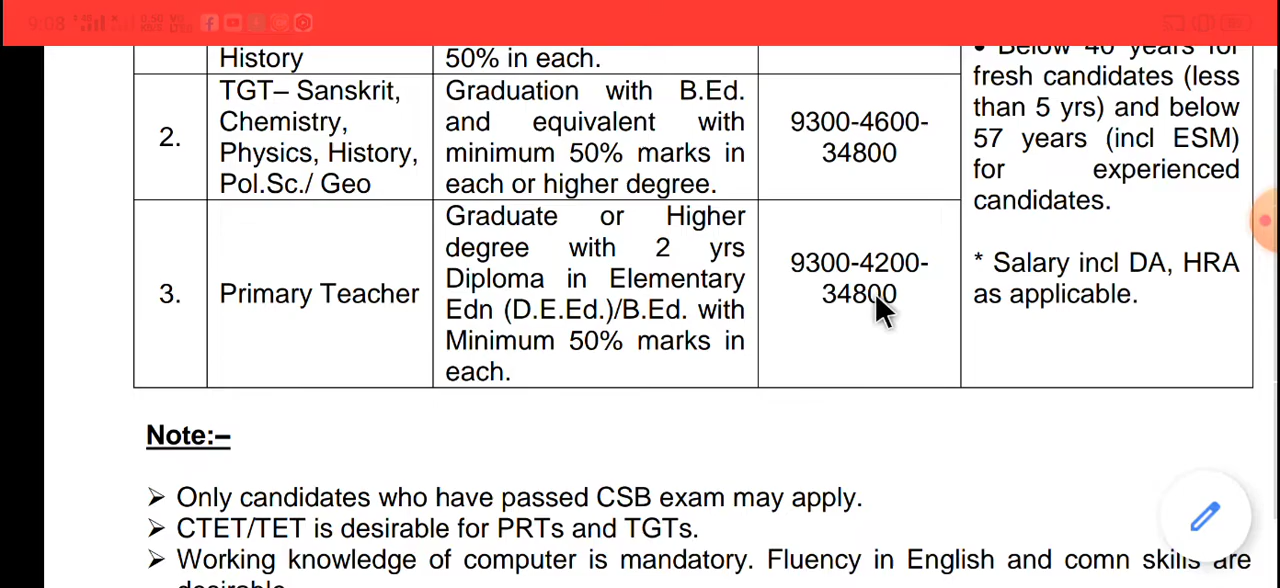 9:08
History
50% in each.
• Below 40 years for
fresh candidates (less
than 5 yrs) and below
57 years (incl ESM)
for experienced
candidates.
* Salary incl DA, HRA
as applicable.
2.
TGT– Sanskrit,
Chemistry,
Physics, History,
Pol.Sc./ Geo
Graduation with B.Ed.
and equivalent with
minimum 50% marks in
each or higher degree.
9300-4600-
34800
3.
Primary Teacher
Graduate or Higher
degree with 2 yrs
Diploma in Elementary
Edn (D.E.Ed.)/B.Ed. with
Minimum 50% marks in
each.
9300-4200-
34800
Note:–
➢ Only candidates who have passed CSB exam may apply.
➢ CTET/TET is desirable for PRTs and TGTs.
➢ Working knowledge of computer is mandatory. Fluency in English and comn skills are
desirable